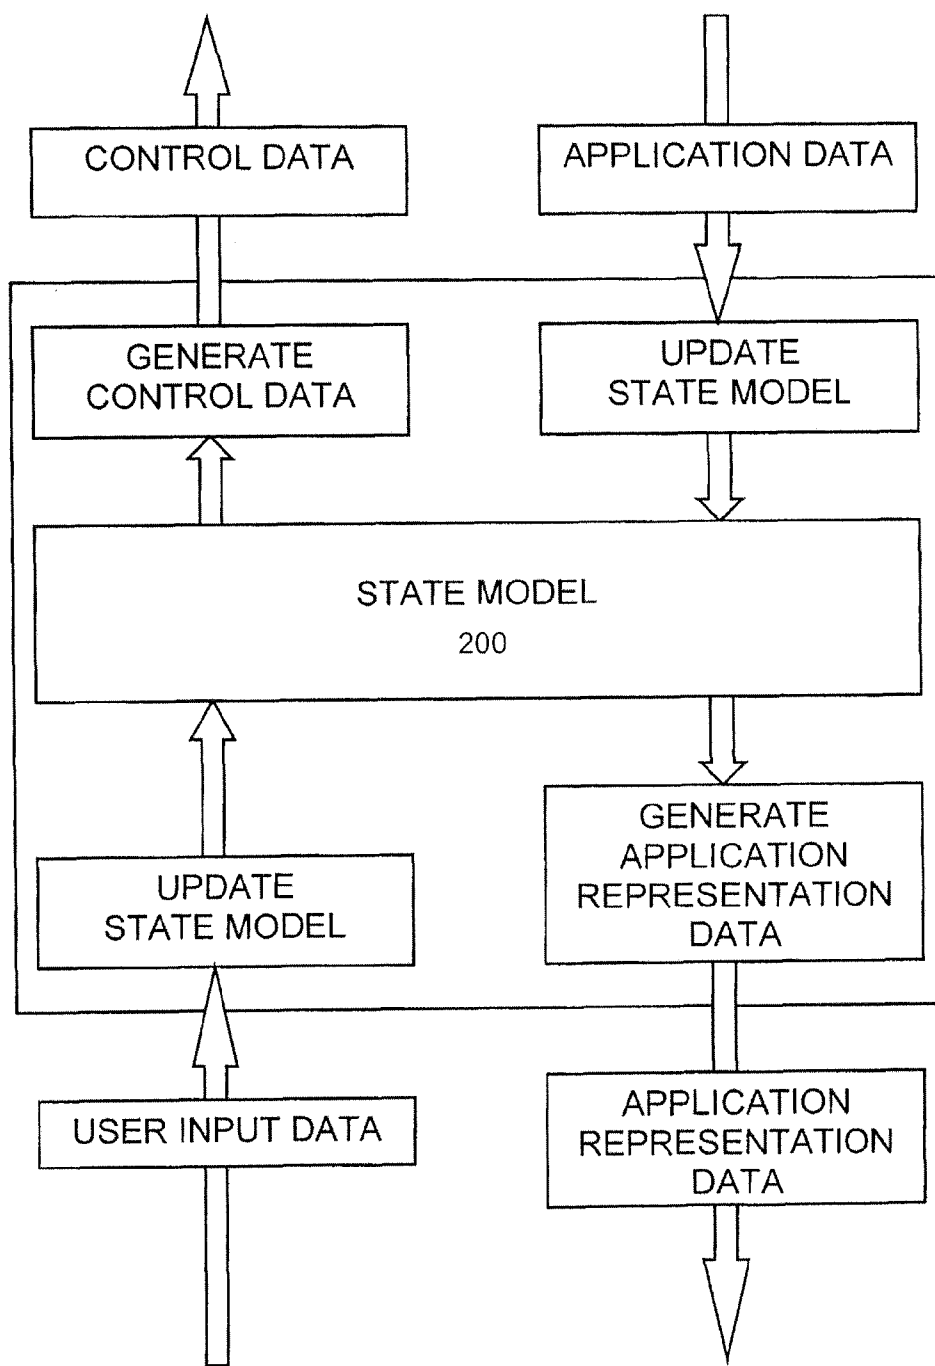 CONTROL DATA
APPLICATION DATA
GENERATE
CONTROL DATA
UPDATE
STATE MODEL
STATE MODEL
200
UPDATE
STATE MODEL
GENERATE
APPLICATION
REPRESENTATION
DATA
USER INPUT DATA
APPLICATION
REPRESENTATION
DATA